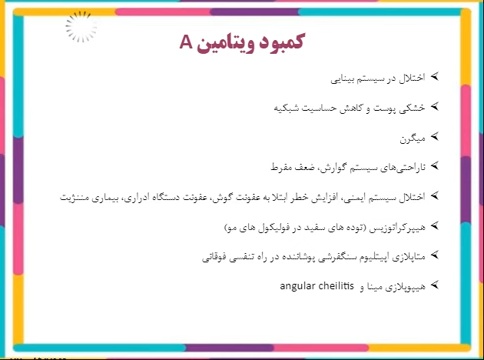 کمبود ویتامین A
اختلال در سیستم بینایی
خشکی پوست و کاهش حساسیت شبکیه
میگرن
ناراحتی‌های سیستم گوارش، ضعف مفرط
اختلال سیستم ایمنی، افزایش خطر ابتلا به عفونت گوش، عفونت دستگاه ادراری، بیماری مننژیت
هیپرکراتوزیس (توده های سفید در فولیکول های مو)
متاپلازی اپیتلیوم سنگفرشی پوشاننده در راه تنفسی فوقانی
هیپوپلازی مینا و angular cheilitis